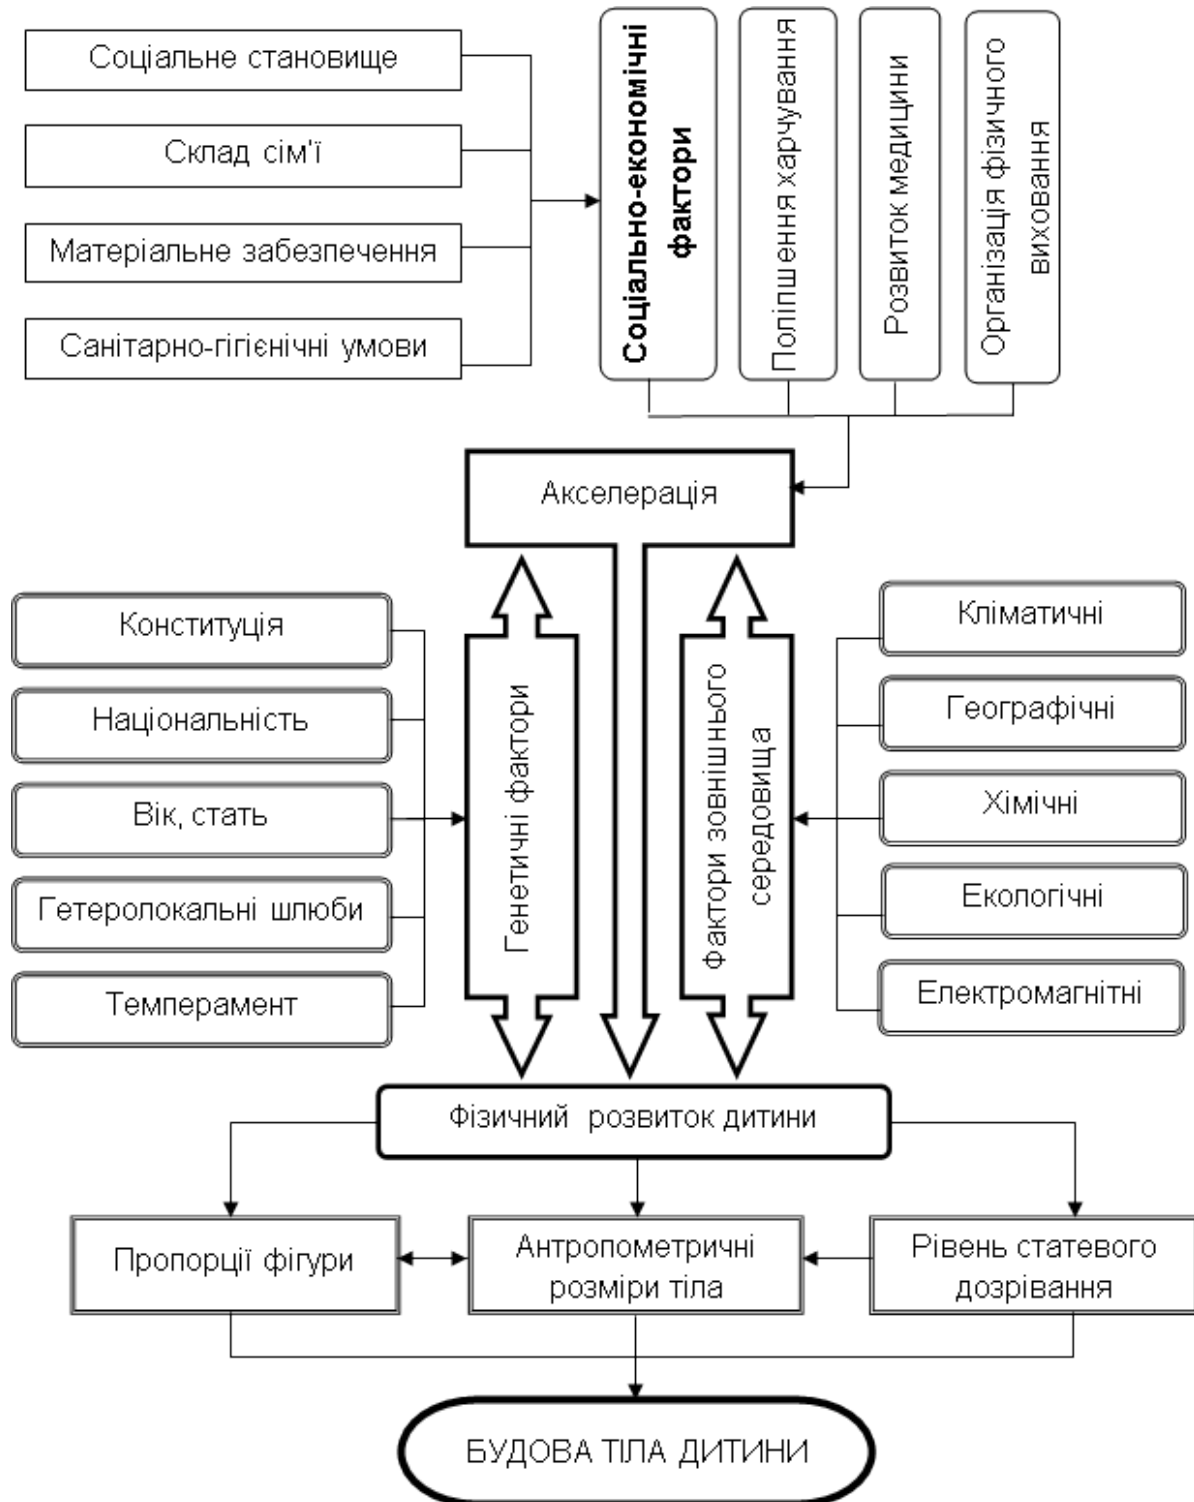 Соціальне становище
Склад сім'ї
Матеріальне забезпечення
Санітарно-гігієнічні умови
Соціально-економічні
фактори
Поліпшення харчування
Розвиток медицини
Організація фізичного
виховання
Акселерація
Конституція
Національність
Вік, стать
Гетеролокальні шлюби
Темперамент
Генетичні фактори
Фактори зовнішнього
середовища
Кліматичні
Географічні
Хімічні
Екологічні
Електромагнітні
Фізичний розвиток дитини
Пропорції фігури
Антропометричні
розміри тіла
Рівень статевого
дозрівання
БУДОВА ТІЛА ДИТИНИ